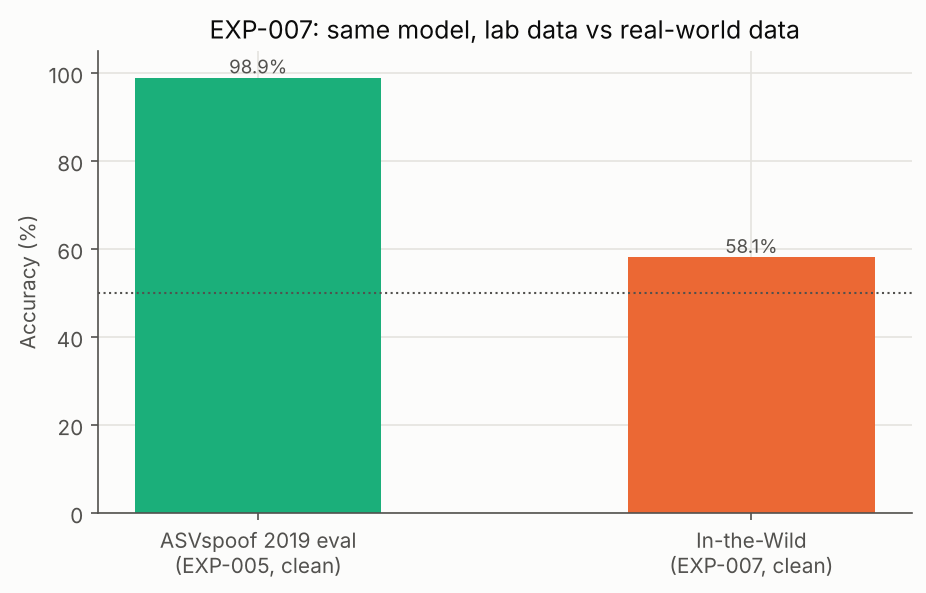 EXP-007: same model, lab data vs real-world data
98.9%
58.1%
Accuracy (%)
100
80
60
40
20
0
ASVspoof 2019 eval
(EXP-005, clean)
In-the-Wild
(EXP-007, clean)